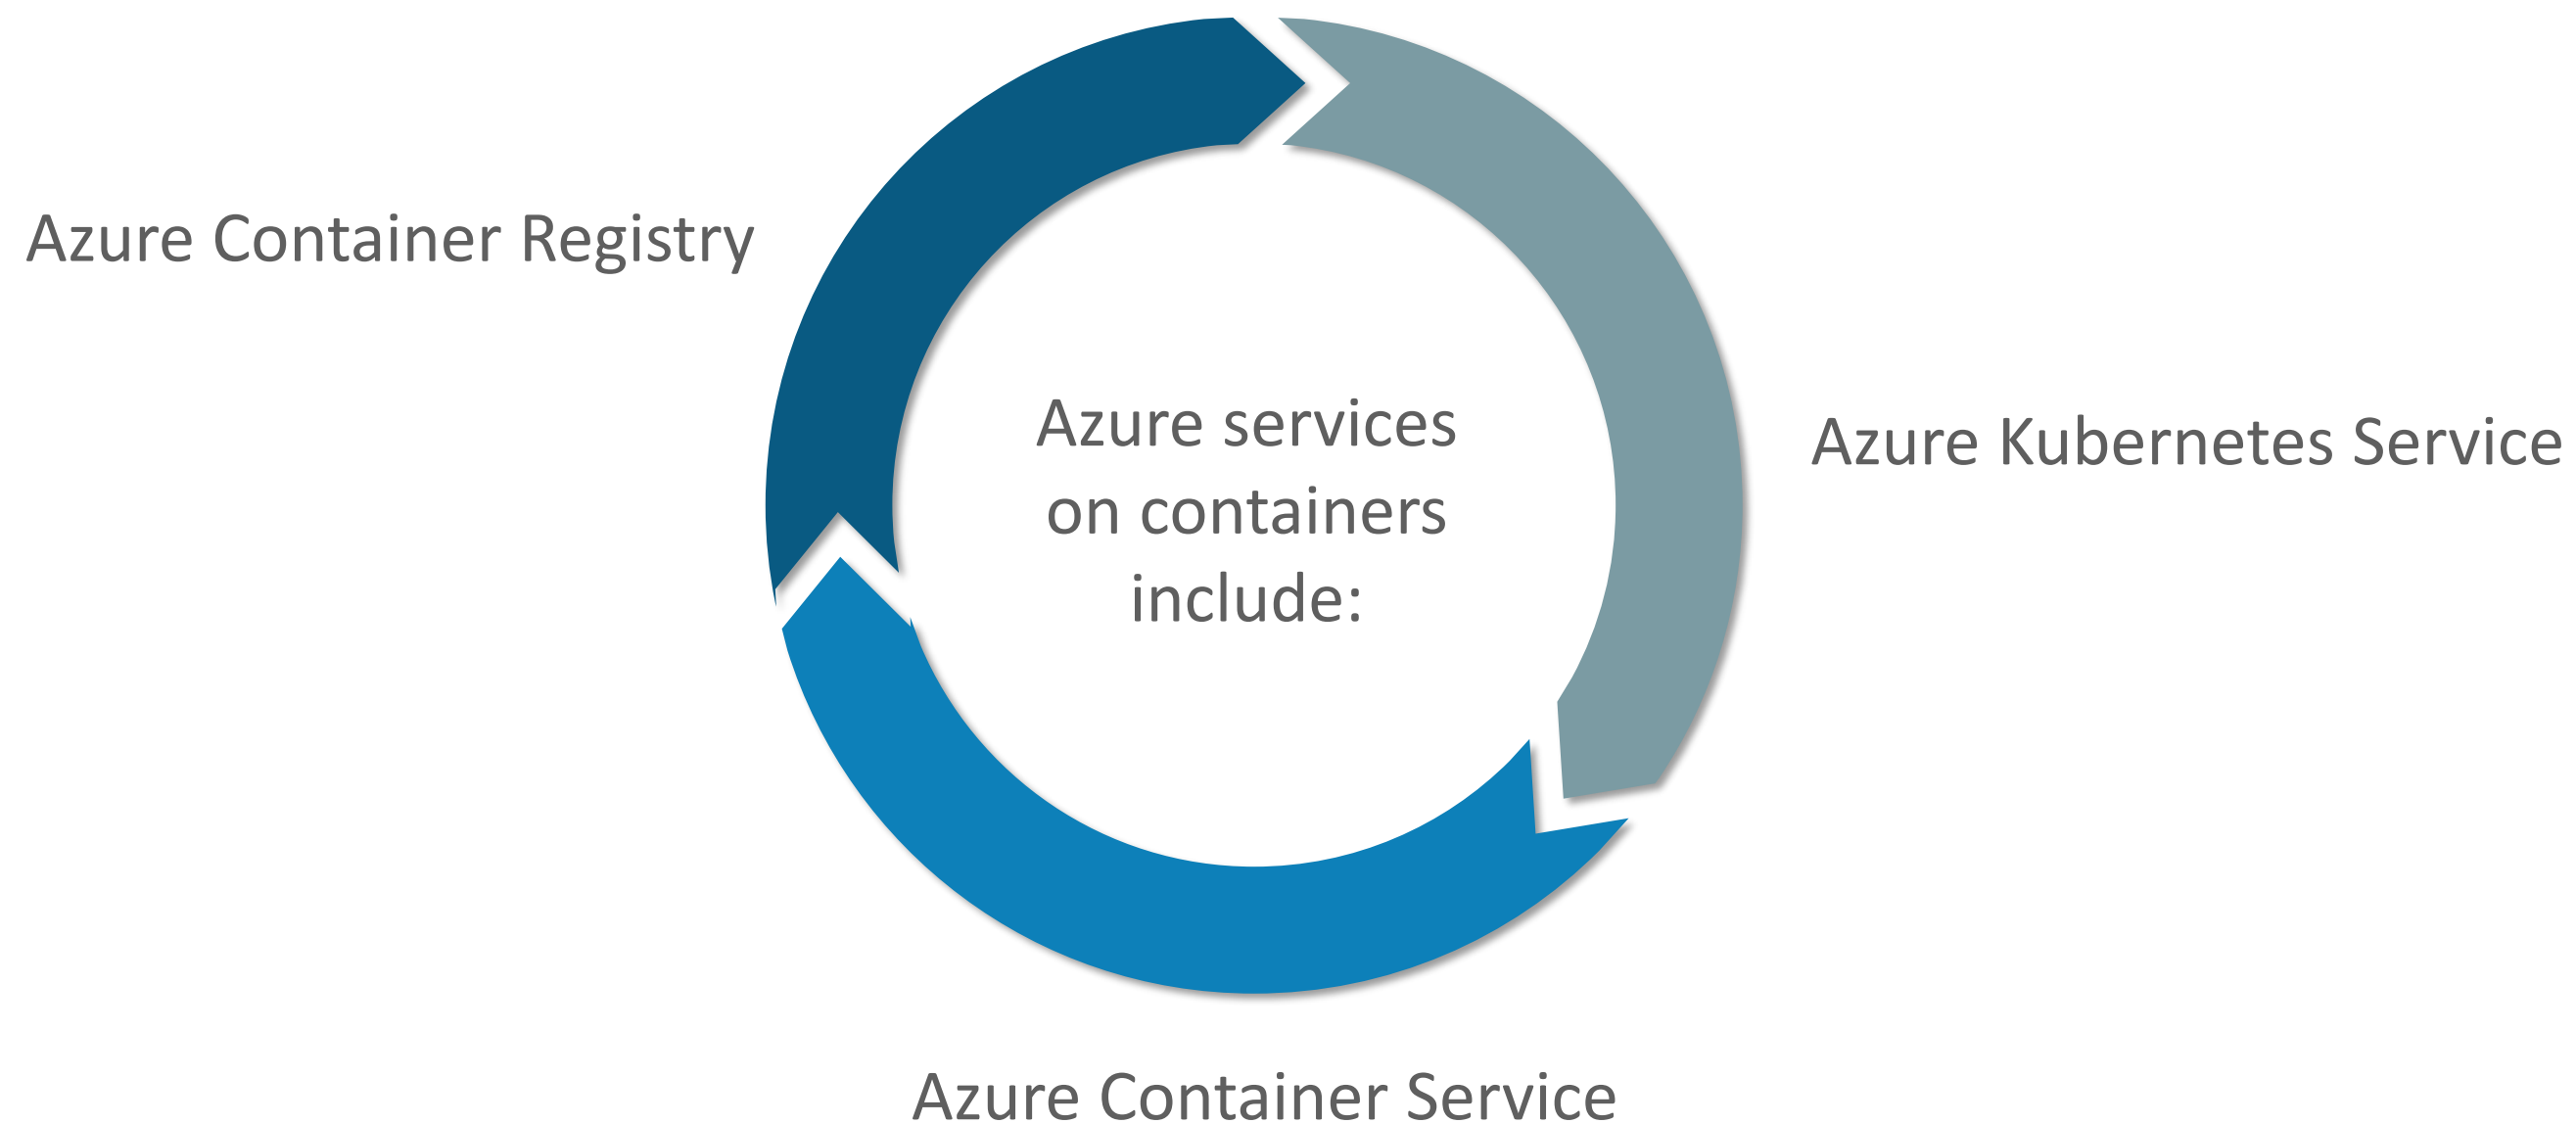 Azure Container Registry
Azure services
on containers
include:
Azure Kubernetes Service
Azure Container Service